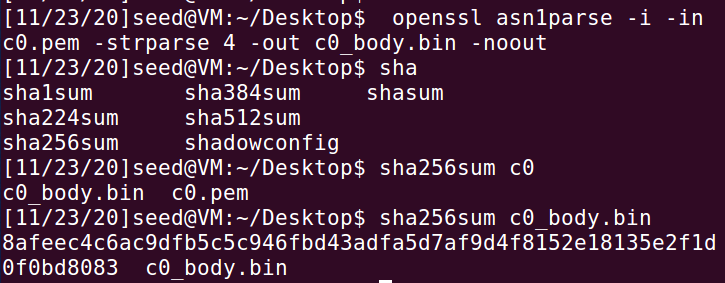 [11/23/20]seed@VM:~/Desktop$  openssl asn1parse -i -in
c0.pem -strparse 4 -out c0_body.bin -noout
[11/23/20]seed@VM:~/Desktop$ sha
sha1sum       sha384sum     shasum
sha224sum     sha512sum
sha256sum     shadowconfig
[11/23/20]seed@VM:~/Desktop$ sha256sum c0
c0_body.bin  c0.pem
[11/23/20]seed@VM:~/Desktop$ sha256sum c0_body.bin
8afeec4c6ac9dfb5c5c946fbd43adfa5d7af9d4f8152e18135e2f1d
0f0bd8083  c0_body.bin